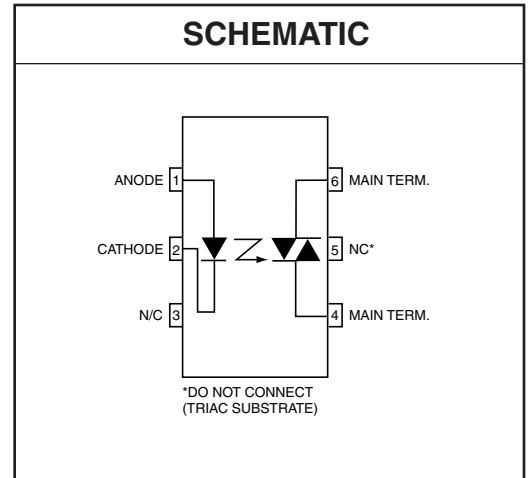 SCHEMATIC
ANODE 1
6 MAIN TERM.
CATHODE 2
5 NC*
N/C 3
4 MAIN TERM.
*DO NOT CONNECT
(TRIAC SUBSTRATE)